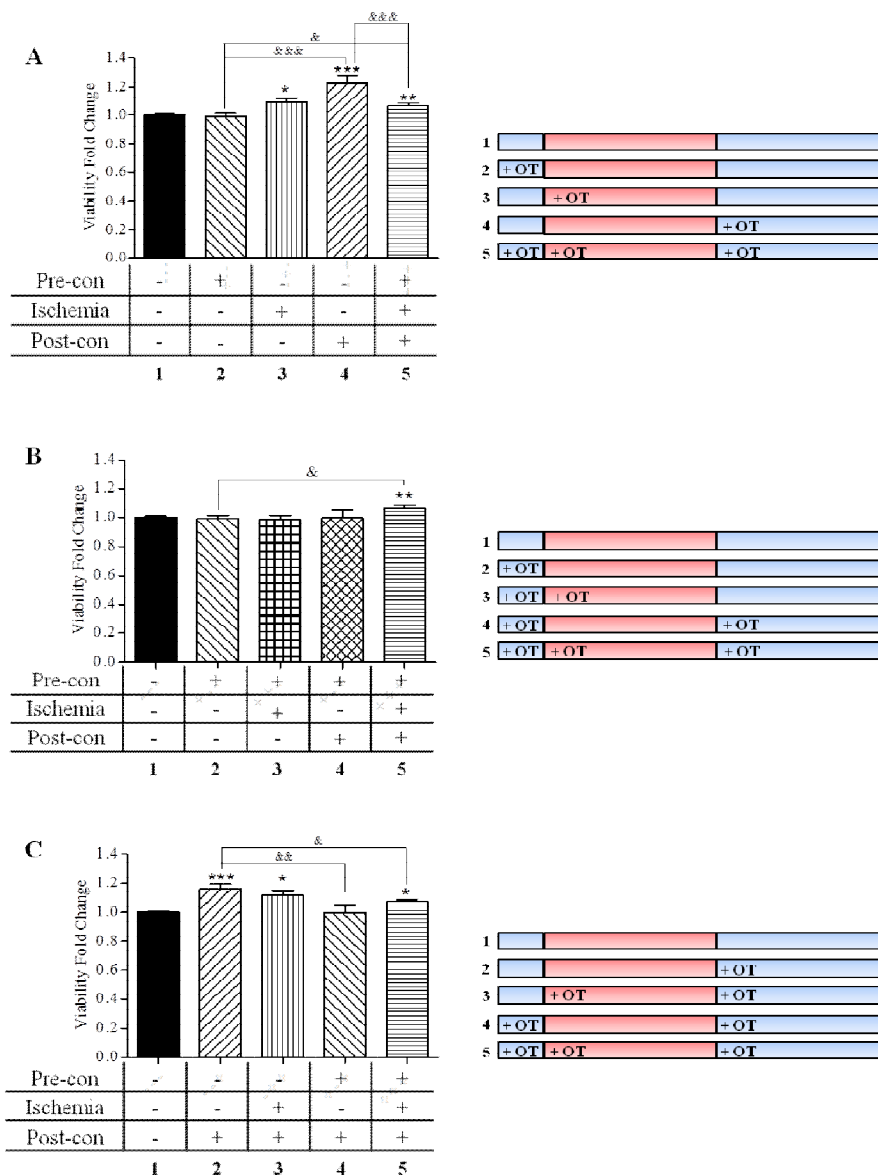 &&&
&
&&&
A
1.4
1.2
1.0
0.8
0.6
0.4
0.2
0.0
Viability Fold Change
*
***
**
Pre-con - + - - +
Ischemia - - + - +
Post-con - - - + +
1 2 3 4 5
1
2 + OT
3 + OT
4 + OT
5 + OT + OT + OT
B
1.4
1.2
1.0
0.8
0.6
0.4
0.2
0.0
Viability Fold Change
&
**
Pre-con - + + + +
Ischemia - - + - +
Post-con - - - + +
1 2 3 4 5
1
2 + OT
3 + OT + OT
4 + OT + OT
5 + OT + OT + OT
C
1.4
1.2
1.0
0.8
0.6
0.4
0.2
0.0
Viability Fold Change
&
&&
***
*
*
Pre-con - - - + +
Ischemia - - + - +
Post-con - + + + +
1 2 3 4 5
1
2 + OT
3 + OT + OT
4 + OT + OT
5 + OT + OT + OT